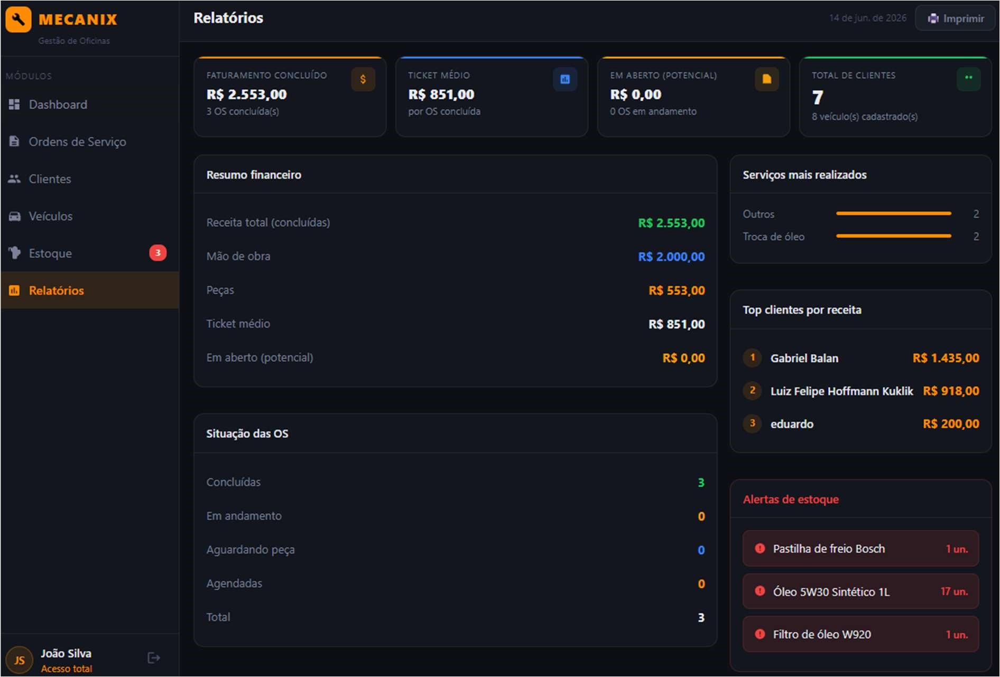 MECANIX
Gestão de Oficinas
MÓDULOS
Dashboard
Ordens de Serviço
Clientes
Veículos
Estoque 3
Relatórios
JS
João Silva
Acesso total
Relatórios
14 de jun. de 2026
Imprimir
FATURAMENTO CONCLUÍDO
$
R$ 2.553,00
3 OS concluída(s)
TICKET MÉDIO
R$ 851,00
por OS concluída
EM ABERTO (POTENCIAL)
R$ 0,00
0 OS em andamento
TOTAL DE CLIENTES
7
8 veículo(s) cadastrado(s)
Resumo financeiro
Receita total (concluídas) R$ 2.553,00
Mão de obra R$ 2.000,00
Peças R$ 553,00
Ticket médio R$ 851,00
Em aberto (potencial) R$ 0,00
Situação das OS
Concluídas 3
Em andamento 0
Aguardando peça 0
Agendadas 0
Total 3
Serviços mais realizados
Outros 2
Troca de óleo 2
Top clientes por receita
1 Gabriel Balan R$ 1.435,00
2 Luiz Felipe Hoffmann Kuklik R$ 918,00
3 eduardo R$ 200,00
Alertas de estoque
Pastilha de freio Bosch 1 un.
Óleo 5W30 Sintético 1L 17 un.
Filtro de óleo W920 1 un.